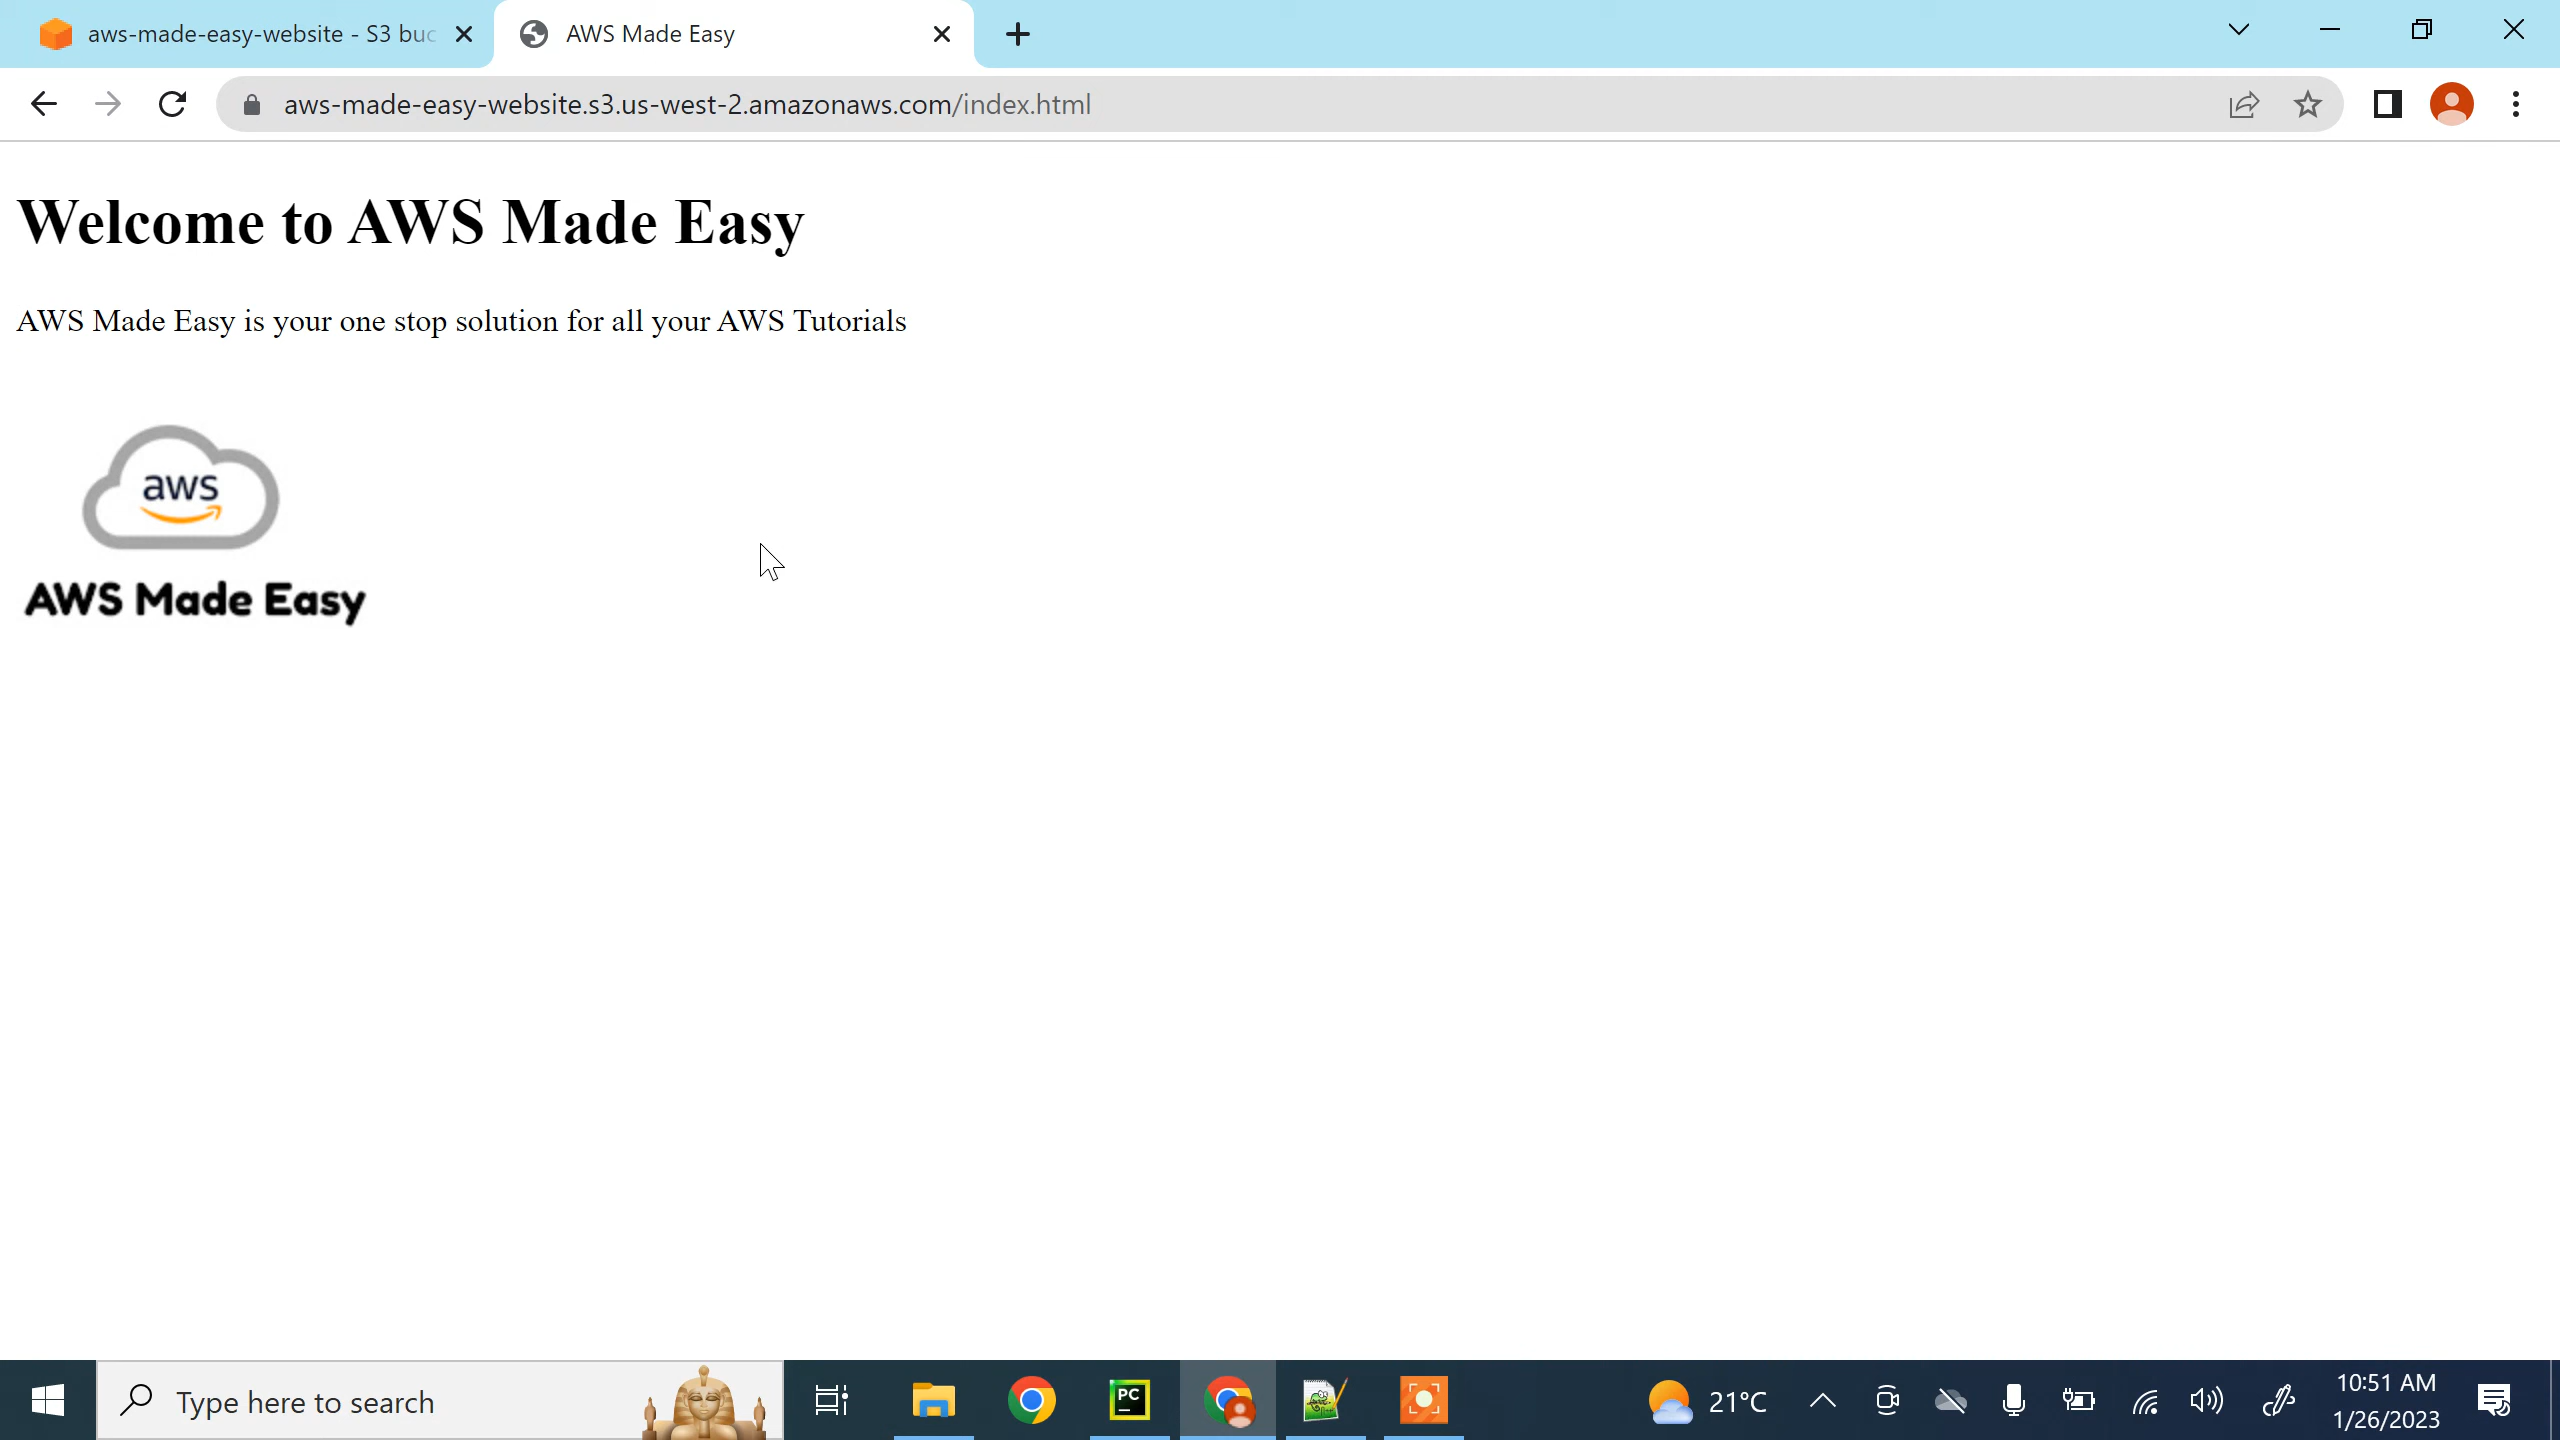 aws-made-easy-website - S3 buc
AWS Made Easy
aws-made-easy-website.s3.us-west-2.amazonaws.com/index.html
Welcome to AWS Made Easy
AWS Made Easy is your one stop solution for all your AWS Tutorials
aws
AWS Made Easy
Type here to search
PC
21°C
10:51 AM
1/26/2023